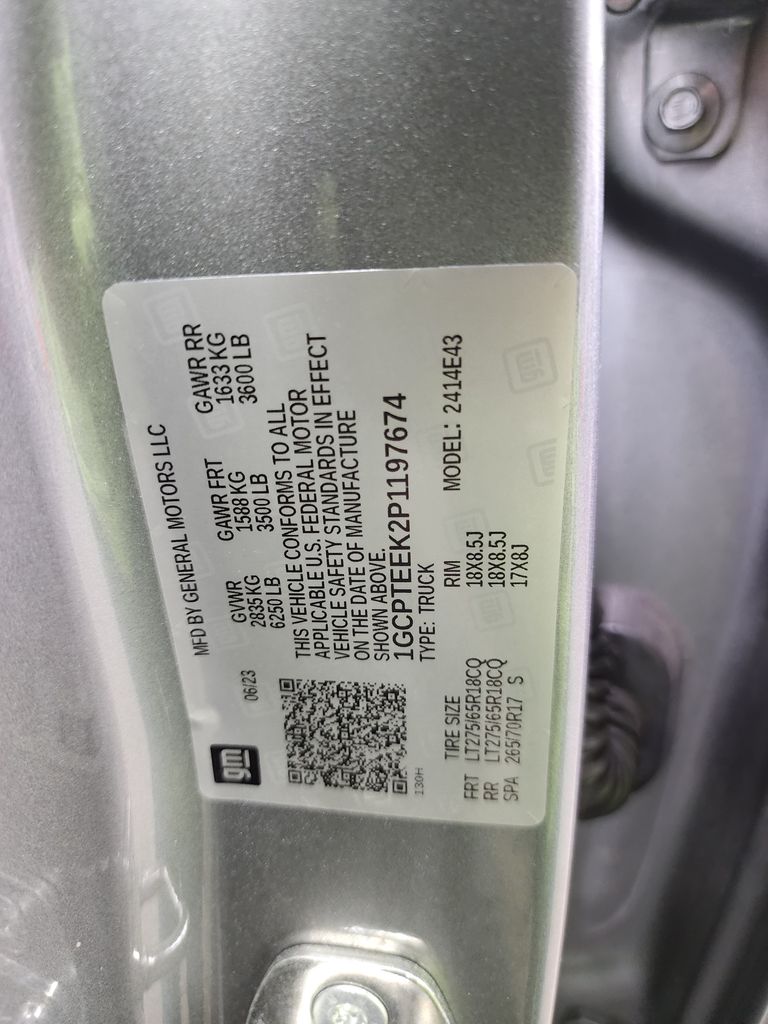 gm
MFD BY GENERAL MOTORS LLC
06/23
GVWR GAWR FRT GAWR RR
2835 KG 1588 KG 1633 KG
6250 LB 3500 LB 3600 LB
THIS VEHICLE CONFORMS TO ALL
APPLICABLE U.S. FEDERAL MOTOR
VEHICLE SAFETY STANDARDS IN EFFECT
ON THE DATE OF MANUFACTURE
SHOWN ABOVE.
1GCPTEEK2P1197674
TYPE: TRUCK
130H
TIRE SIZE RIM MODEL: 2414E43
FRT LT275/65R18CQ 18X8.5J
RR LT275/65R18CQ 18X8.5J
SPA 265/70R17 S 17X8J